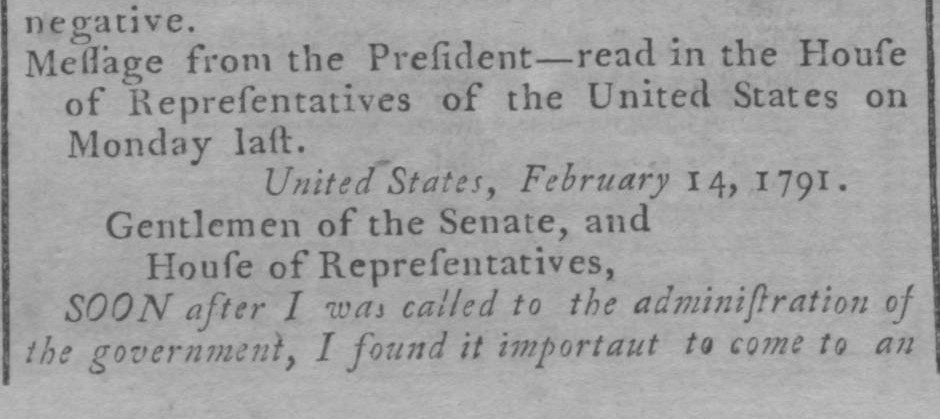 negative.
Meſſage from the Preſident—read in the Houſe
of Repreſentatives of the United States on
Monday laſt.
United States, February 14, 1791.
Gentlemen of the Senate, and
Houſe of Repreſentatives,
SOON after I was called to the adminiſtration of
the government, I found it importaut to come to an